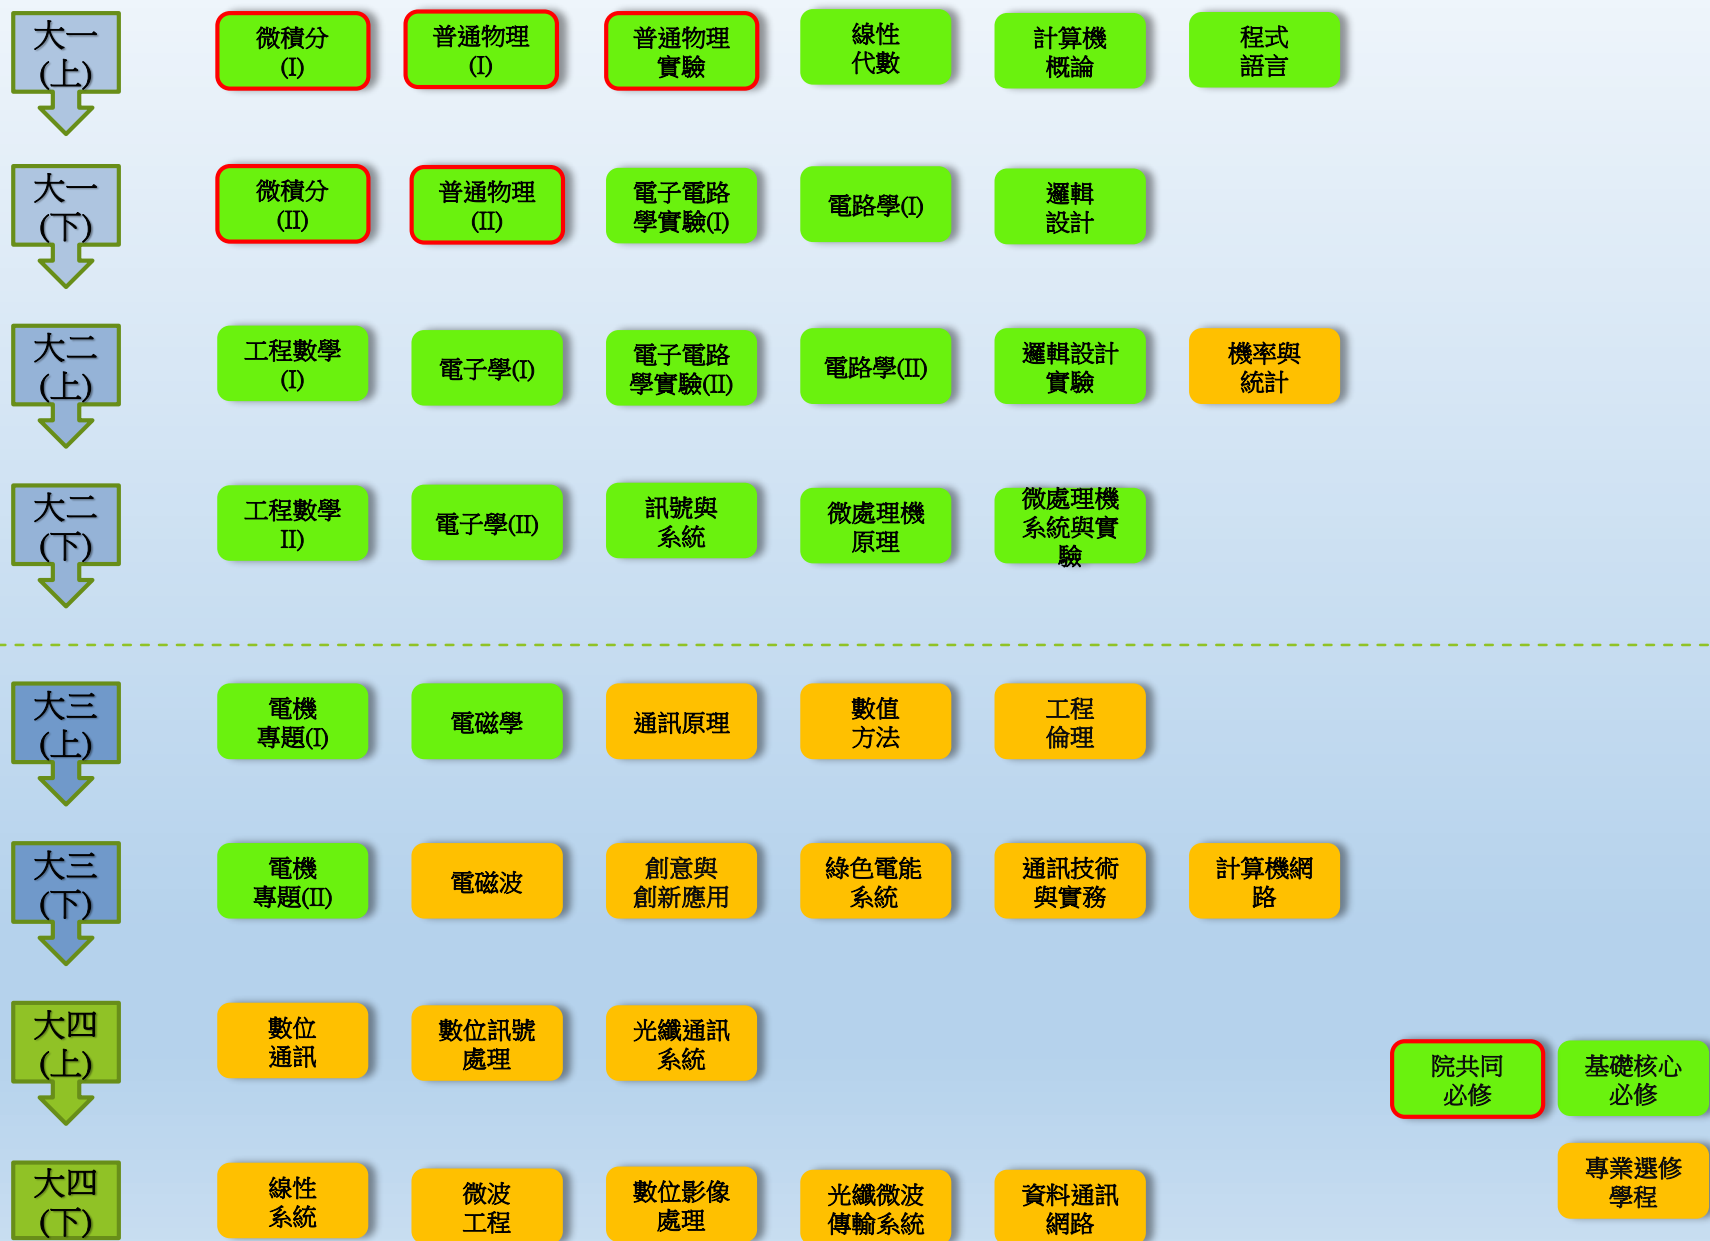 大一
(上)
微積分
(I)
普通物理
(I)
普通物理
實驗
線性
代數
計算機
概論
程式
語言
大一
(下)
微積分
(II)
普通物理
(II)
電子電路
學實驗(I)
電路學(I)
邏輯
設計
大二
(上)
工程數學
(I)
電子學(I)
電子電路
學實驗(II)
電路學(II)
邏輯設計
實驗
機率與
統計
大二
(下)
工程數學
II)
電子學(II)
訊號與
系統
微處理機
原理
微處理機
系統與實
驗
大三
(上)
電機
專題(I)
電磁學
通訊原理
數值
方法
工程
倫理
大三
(下)
電機
專題(II)
電磁波
創意與
創新應用
綠色電能
系統
通訊技術
與實務
計算機網
路
大四
(上)
數位
通訊
數位訊號
處理
光纖通訊
系統
院共同
必修
基礎核心
必修
專業選修
學程
大四
(下)
線性
系統
微波
工程
數位影像
處理
光纖微波
傳輸系統
資料通訊
網路